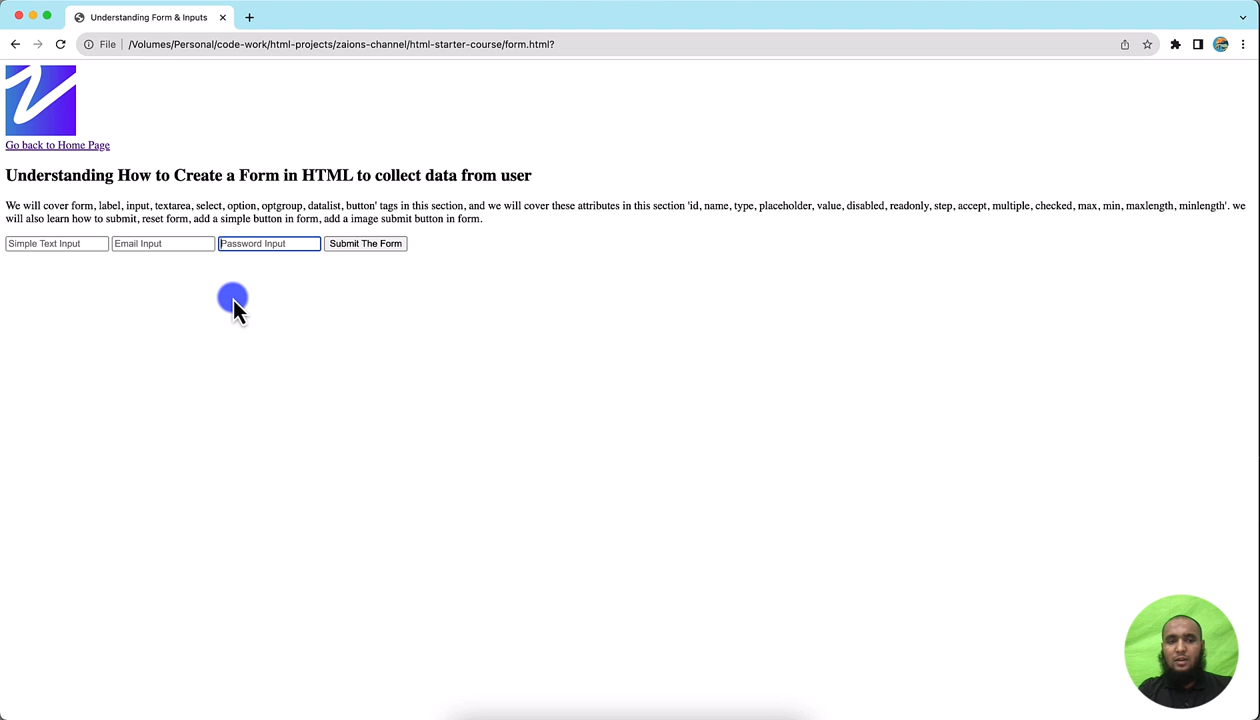 Understanding Form & Inputs
File /Volumes/Personal/code-work/html-projects/zaions-channel/html-starter-course/form.html?
Go back to Home Page
Understanding How to Create a Form in HTML to collect data from user
We will cover form, label, input, textarea, select, option, optgroup, datalist, button' tags in this section, and we will cover these attributes in this section 'id, name, type, placeholder, value, disabled, readonly, step, accept, multiple, checked, max, min, maxlength, minlength'. we
will also learn how to submit, reset form, add a simple button in form, add a image submit button in form.
Simple Text Input Email Input Password Input Submit The Form